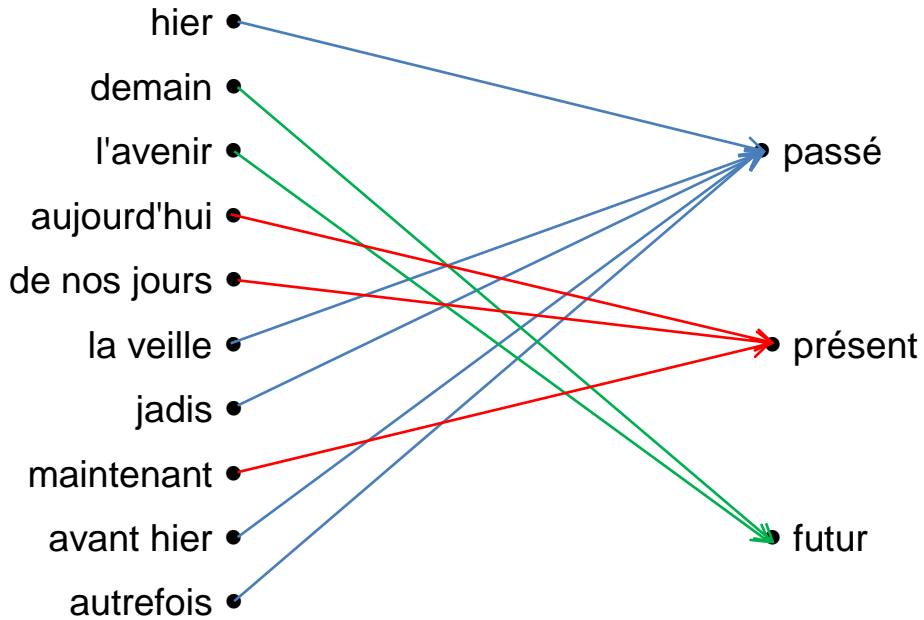 hier
demain
l'avenir
aujourd'hui
de nos jours
la veille
jadis
maintenant
avant hier
autrefois
passé
présent
futur